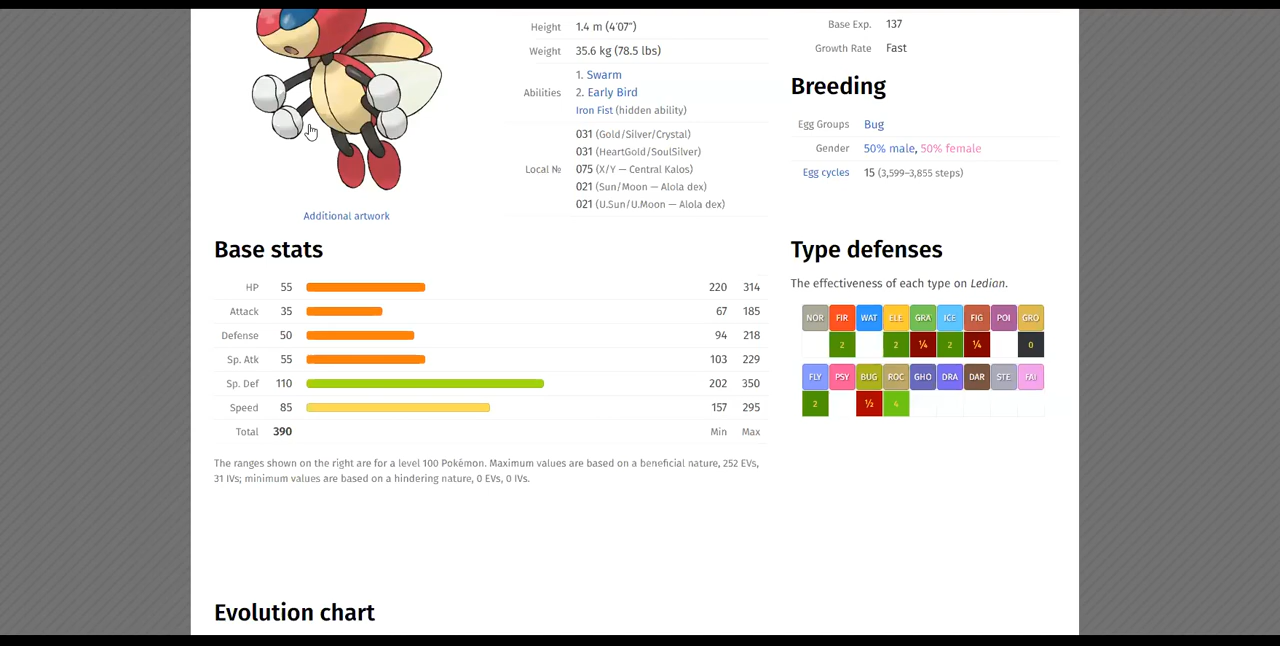 Height 1.4 m (4′07″)
Weight 35.6 kg (78.5 lbs)
Abilities
1. Swarm
2. Early Bird
Iron Fist (hidden ability)
Local №
031 (Gold/Silver/Crystal)
031 (HeartGold/SoulSilver)
075 (X/Y — Central Kalos)
021 (Sun/Moon — Alola dex)
021 (U.Sun/U.Moon — Alola dex)
Additional artwork
Base Exp. 137
Growth Rate Fast
Breeding
Egg Groups Bug
Gender 50% male, 50% female
Egg cycles 15 (3,599–3,855 steps)
Base stats
HP 55 220 314
Attack 35 67 185
Defense 50 94 218
Sp. Atk 55 103 229
Sp. Def 110 202 350
Speed 85 157 295
Total 390 Min Max
The ranges shown on the right are for a level 100 Pokémon. Maximum values are based on a beneficial nature, 252 EVs,
31 IVs; minimum values are based on a hindering nature, 0 EVs, 0 IVs.
Type defenses
The effectiveness of each type on Ledian.
NOR FIR WAT ELE GRA ICE FIG POI GRO
2 2 ¼ 2 ¼ 0
FLY PSY BUG ROC GHO DRA DAR STE FAI
2 ½ 4
Evolution chart